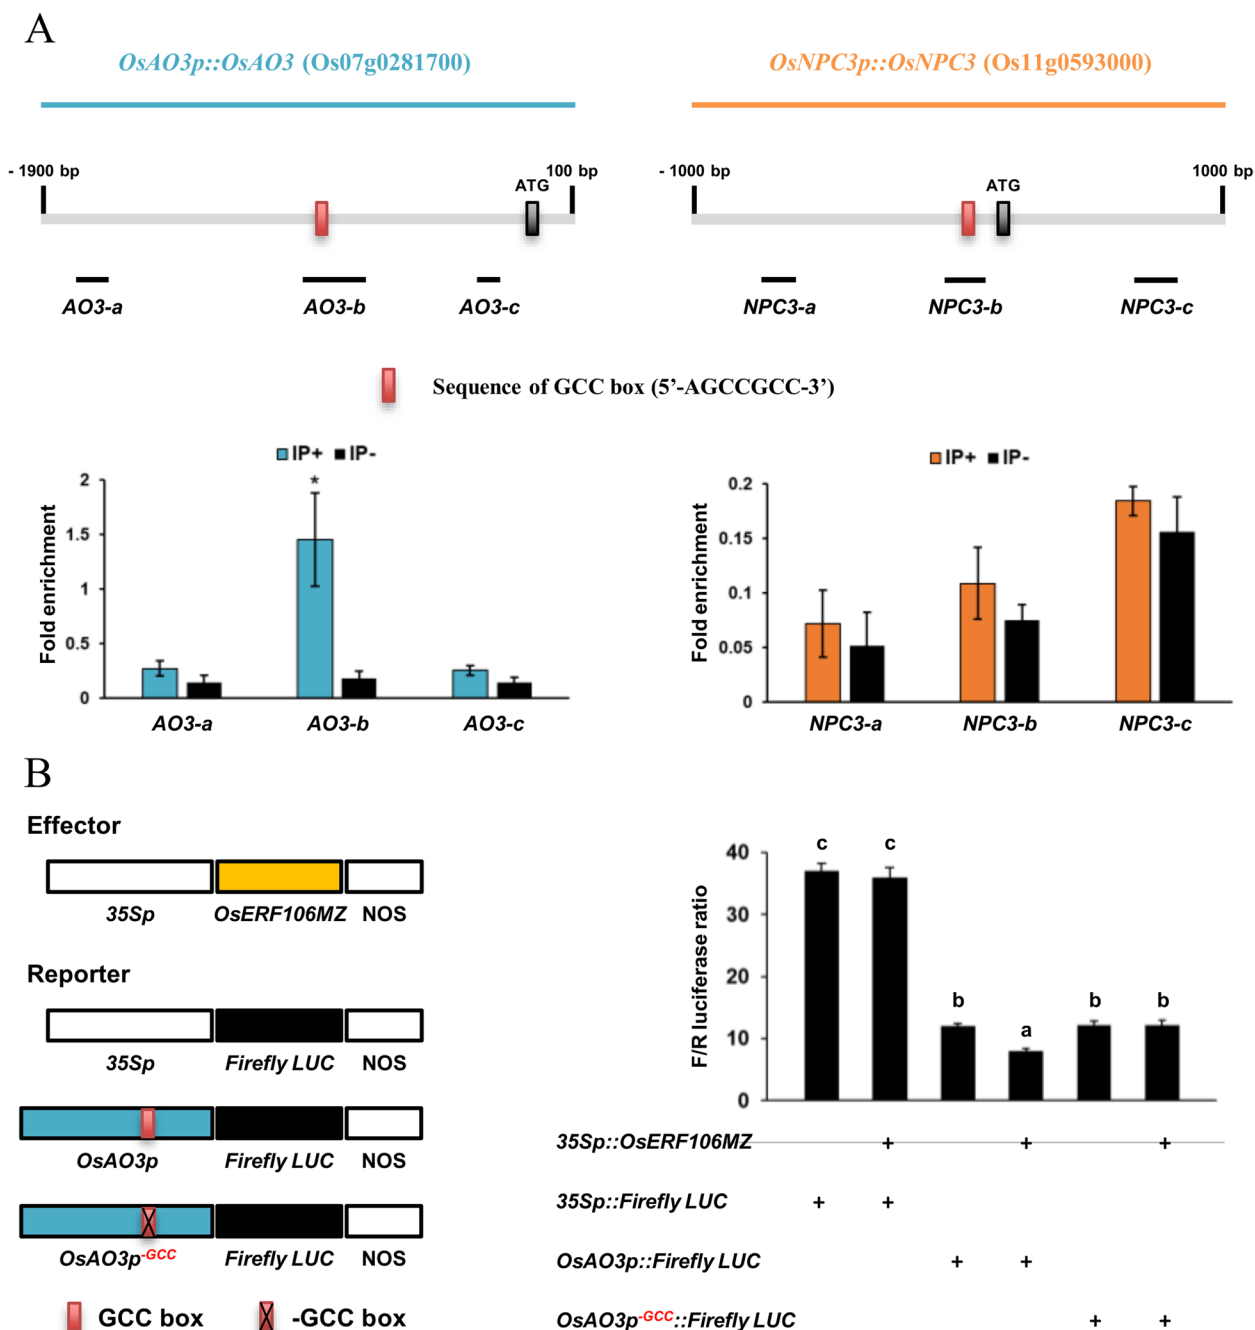 A
OsAO3p::OsAO3 (Os07g0281700)
OsNPC3p::OsNPC3 (Os11g0593000)
- 1900 bp
100 bp
ATG
- 1000 bp
1000 bp
ATG
AO3-a
AO3-b
AO3-c
NPC3-a
NPC3-b
NPC3-c
Sequence of GCC box (5’-AGCCGCC-3’)
IP+ IP-
Fold enrichment
2
1.5
1
0.5
0
*
AO3-a
AO3-b
AO3-c
IP+ IP-
Fold enrichment
0.2
0.15
0.1
0.05
0
NPC3-a
NPC3-b
NPC3-c
B
Effector
35Sp OsERF106MZ NOS
Reporter
35Sp Firefly LUC NOS
OsAO3p Firefly LUC NOS
OsAO3p-GCC Firefly LUC NOS
GCC box -GCC box
F/R luciferase ratio
40
30
20
10
0
c c b a b b
35Sp::OsERF106MZ + + +
35Sp::Firefly LUC + +
OsAO3p::Firefly LUC + +
OsAO3p-GCC::Firefly LUC + +